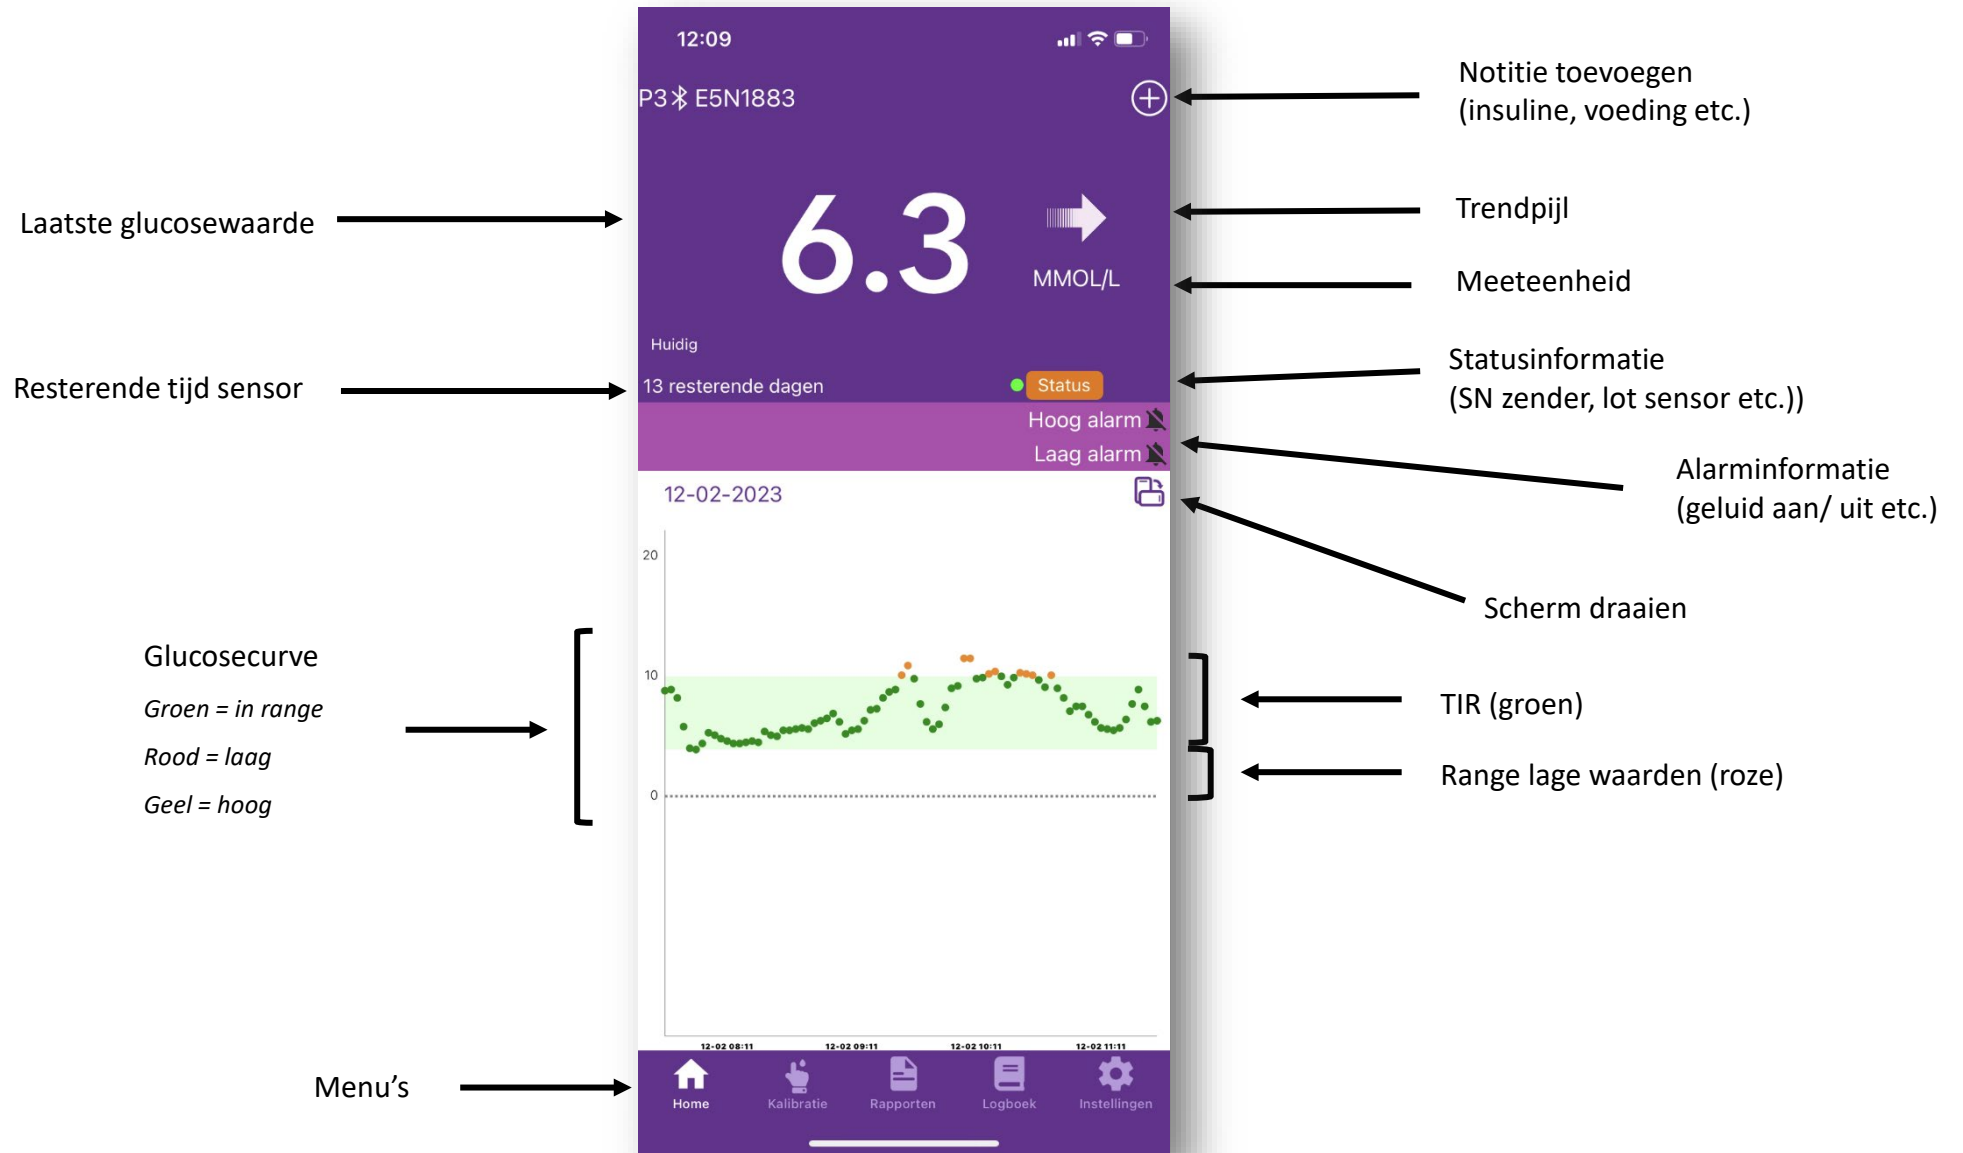 12:09
P3 E5N1883
Notitie toevoegen
(insuline, voeding etc.)
Laatste glucosewaarde
6.3
Trendpijl
MMOL/L
Meeteenheid
Huidig
Statusinformatie
(SN zender, lot sensor etc.))
Resterende tijd sensor
13 resterende dagen
Status
Hoog alarm
Laag alarm
Alarminformatie
(geluid aan/ uit etc.)
12-02-2023
Scherm draaien
20
10
0
Glucosecurve
Groen = in range
Rood = laag
Geel = hoog
TIR (groen)
Range lage waarden (roze)
12-02 08:11
12-02 09:11
12-02 10:11
12-02 11:11
Menu's
Home
Kalibratie
Rapporten
Logboek
Instellingen